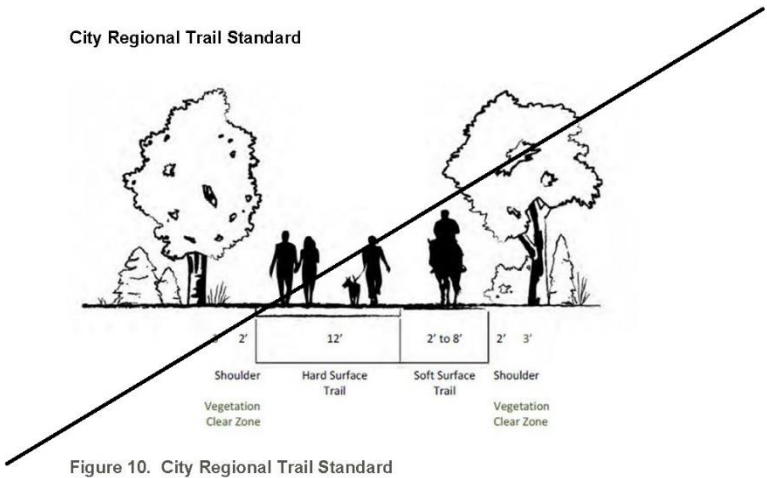 City Regional Trail Standard
2' 12' 2' to 8' 2' 3'
Shoulder Hard Surface Soft Surface Shoulder
Trail Trail
Vegetation Vegetation
Clear Zone Clear Zone
Figure 10. City Regional Trail Standard